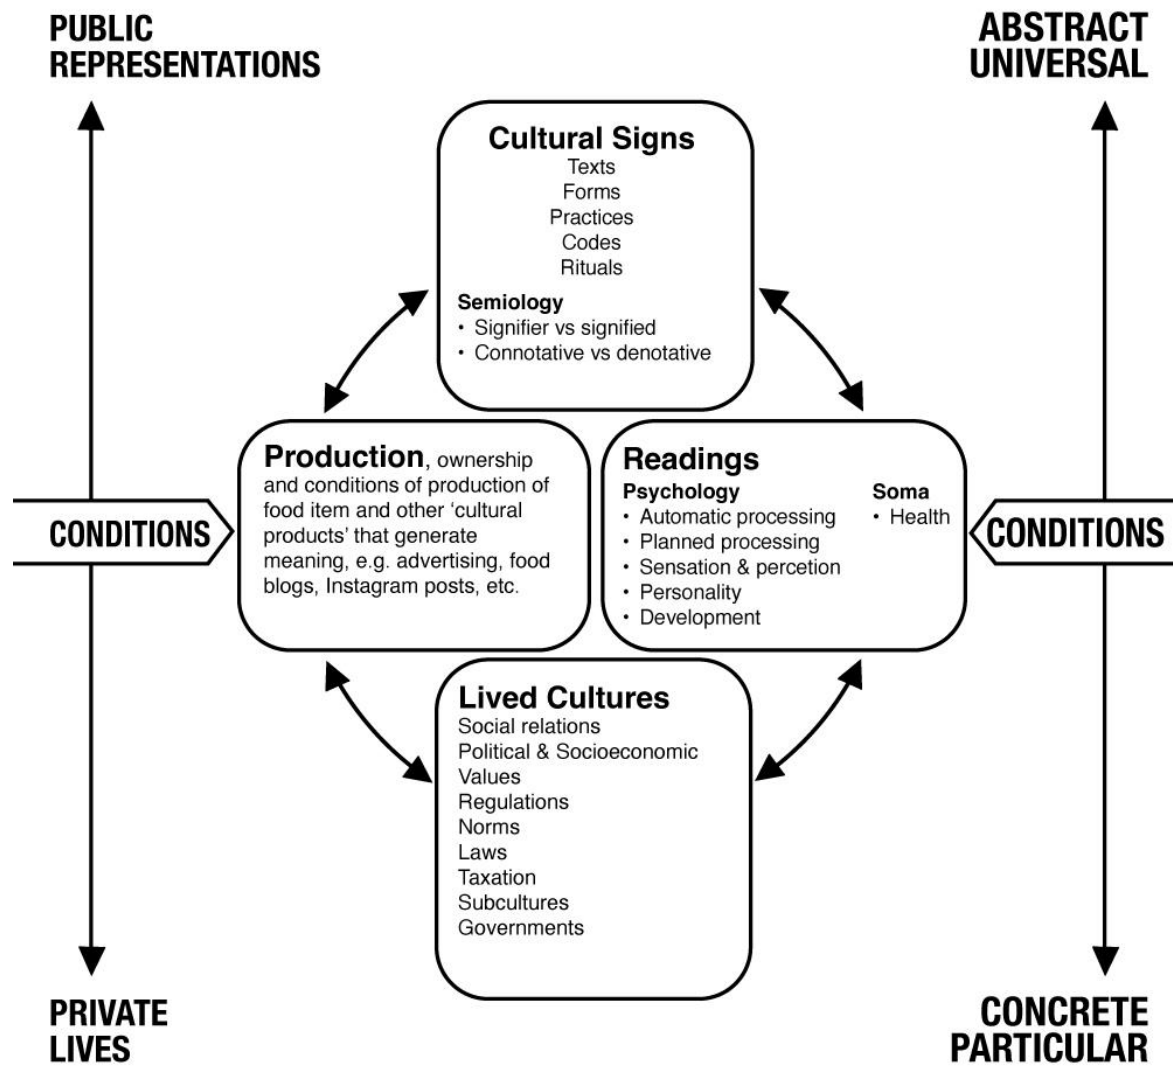 PUBLIC
REPRESENTATIONS
ABSTRACT
UNIVERSAL
Cultural Signs
Texts
Forms
Practices
Codes
Rituals
Semiology
• Signifier vs signified
• Connotative vs denotative
CONDITIONS
Production, ownership
and conditions of production of
food item and other ‘cultural
products’ that generate
meaning, e.g. advertising, food
blogs, Instagram posts, etc.
Readings
Psychology
• Automatic processing
• Planned processing
• Sensation & percetion
• Personality
• Development
Soma
• Health
CONDITIONS
Lived Cultures
Social relations
Political & Socioeconomic
Values
Regulations
Norms
Laws
Taxation
Subcultures
Governments
PRIVATE
LIVES
CONCRETE
PARTICULAR